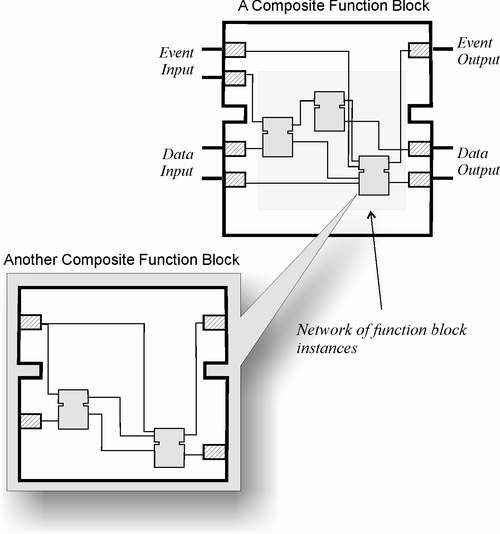 A Composite Function Block
Event
Input
Event
Output
Data
Input
Data
Output
Another Composite Function Block
Network of function block
instances